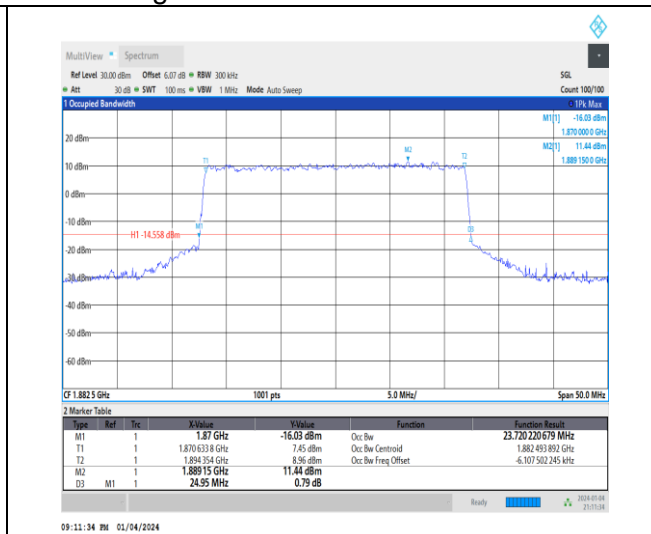 MultiView Spectrum
Ref Level 30.00 dBm Offset 6.07 dB RBW 300 kHz SGL
Att 30 dB SWT 100 ms VBW 1 MHz Mode Auto Sweep Count 100/100
1 Occupied Bandwidth 1Pk Max
M1[1] -16.03 dBm
1.870 000 0 GHz
M2[1] 11.44 dBm
1.889 150 0 GHz
20 dBm
M2
T1
T2
10 dBm
0 dBm
-10 dBm
M1
D3
H1 -14.558 dBm
-20 dBm
-30 dBm
-40 dBm
-50 dBm
-60 dBm
CF 1.882 5 GHz 1001 pts 5.0 MHz/ Span 50.0 MHz
2 Marker Table
Type Ref Trc X-Value Y-Value Function Function Result
M1 1 1.87 GHz -16.03 dBm Occ Bw 23.720 220 679 MHz
T1 1 1.870 633 8 GHz 7.45 dBm Occ Bw Centroid 1.882 493 892 GHz
T2 1 1.894 354 GHz 8.96 dBm Occ Bw Freq Offset -6.107 502 245 kHz
M2 1 1.88915 GHz 11.44 dBm
D3 M1 1 24.95 MHz 0.79 dB
Ready 2024-01-04
21:11:34
09:11:34 PM 01/04/2024